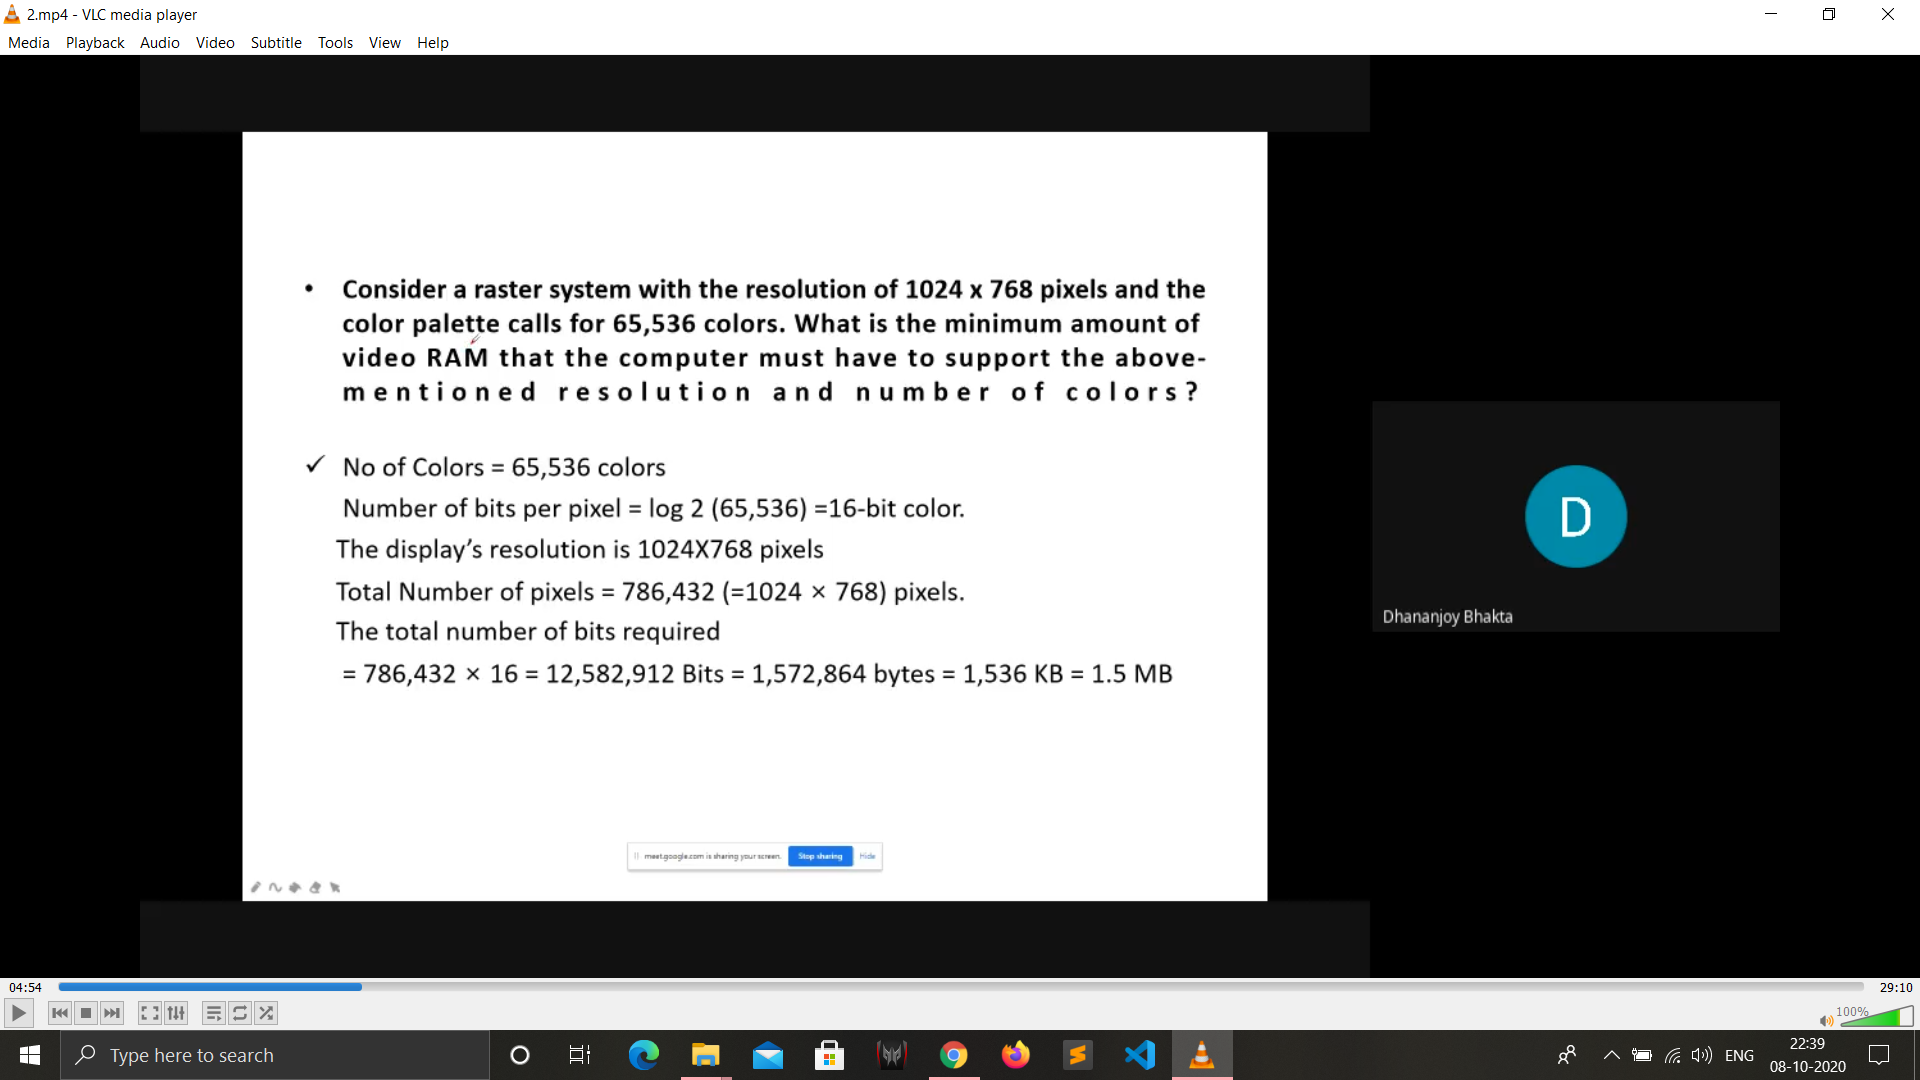 2.mp4 - VLC media player
Media Playback Audio Video Subtitle Tools View Help
• Consider a raster system with the resolution of 1024 x 768 pixels and the
color palette calls for 65,536 colors. What is the minimum amount of
video RAM that the computer must have to support the above-
mentioned resolution and number of colors?
✓ No of Colors = 65,536 colors
Number of bits per pixel = log 2 (65,536) =16-bit color.
The display’s resolution is 1024X768 pixels
Total Number of pixels = 786,432 (=1024 × 768) pixels.
The total number of bits required
= 786,432 × 16 = 12,582,912 Bits = 1,572,864 bytes = 1,536 KB = 1.5 MB
D
Dhananjoy Bhakta
meet.google.com is sharing your screen. Stop sharing Hide
04:54 29:10
100%
Type here to search
ENG
22:39
08-10-2020